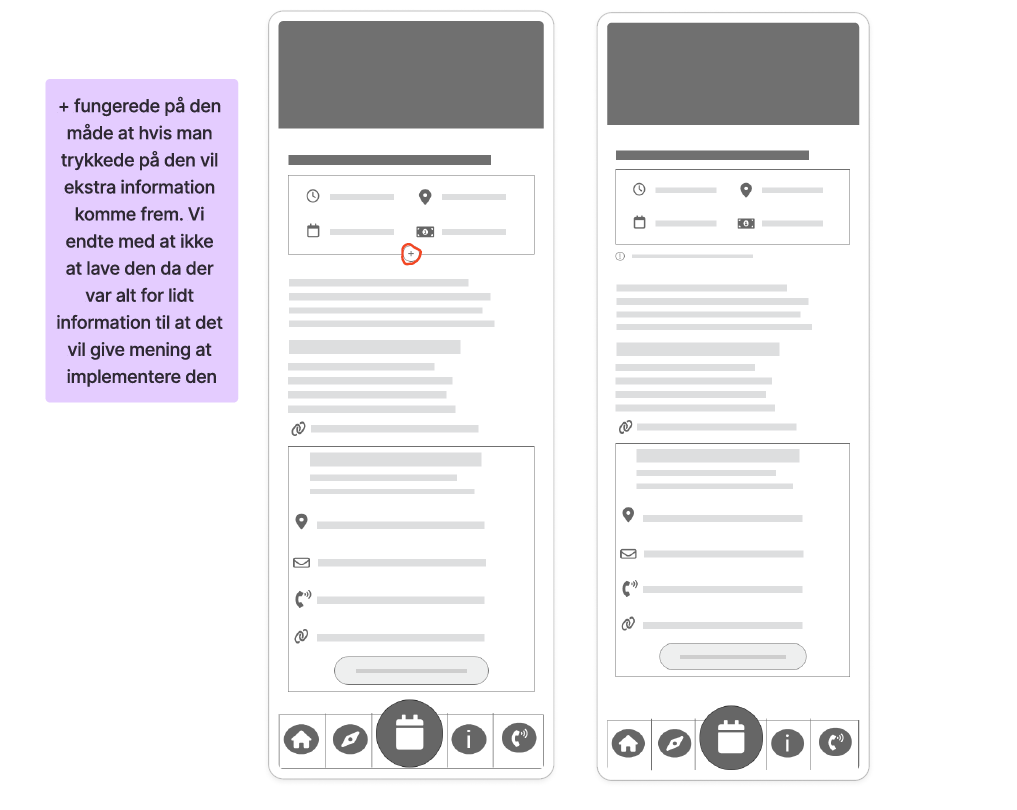 + fungerede på den
måde at hvis man
trykkede på den vil
ekstra information
komme frem. Vi
endte med at ikke
at lave den da der
var alt for lidt
information til at det
vil give mening at
implementere den
+